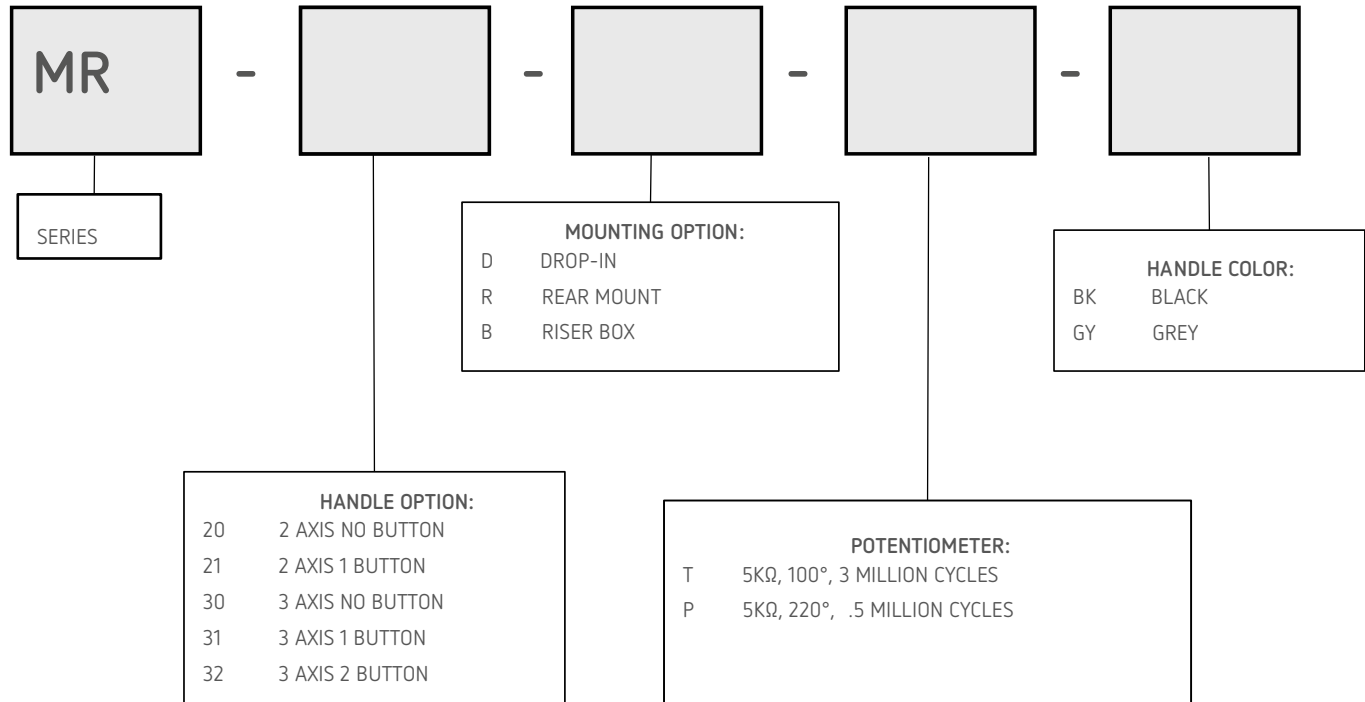 MR - - - -
SERIES
MOUNTING OPTION:
D DROP-IN
R REAR MOUNT
B RISER BOX
HANDLE COLOR:
BK BLACK
GY GREY
HANDLE OPTION:
20 2 AXIS NO BUTTON
21 2 AXIS 1 BUTTON
30 3 AXIS NO BUTTON
31 3 AXIS 1 BUTTON
32 3 AXIS 2 BUTTON
POTENTIOMETER:
T 5KΩ, 100°, 3 MILLION CYCLES
P 5KΩ, 220°, .5 MILLION CYCLES